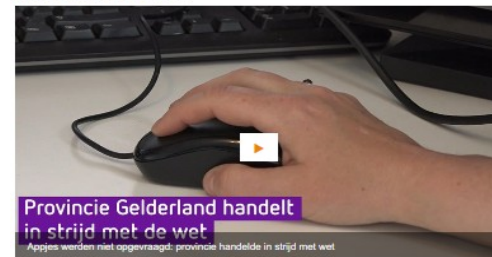 Provincie Gelderland handelt
in strijd met de wet
Appjes werden niet opgevraagd: provincie handelde in strijd met wet